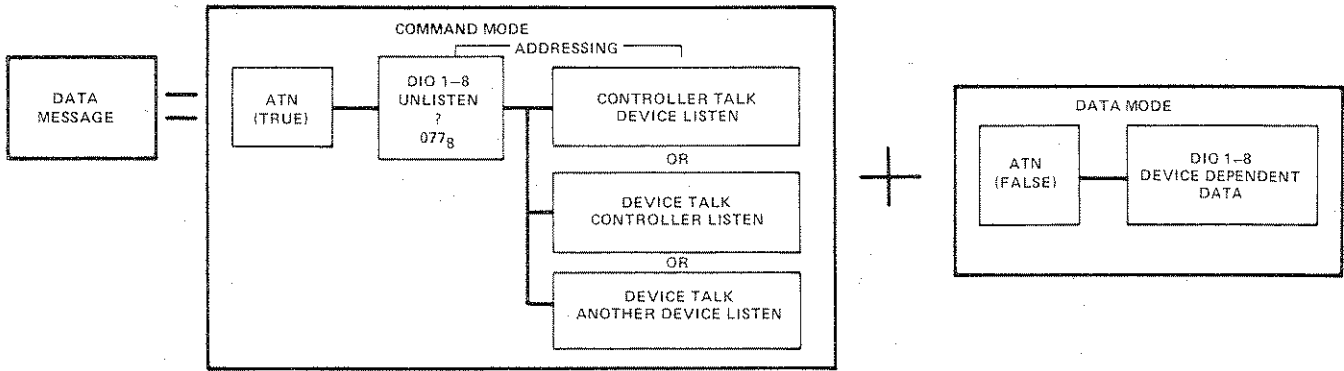 DATA
MESSAGE
COMMAND MODE
ADDRESSING
ATN
(TRUE)
DIO 1–8
UNLISTEN
?
077₈
CONTROLLER TALK
DEVICE LISTEN
OR
DEVICE TALK
CONTROLLER LISTEN
OR
DEVICE TALK
ANOTHER DEVICE LISTEN
DATA MODE
ATN
(FALSE)
DIO 1–8
DEVICE DEPENDENT
DATA